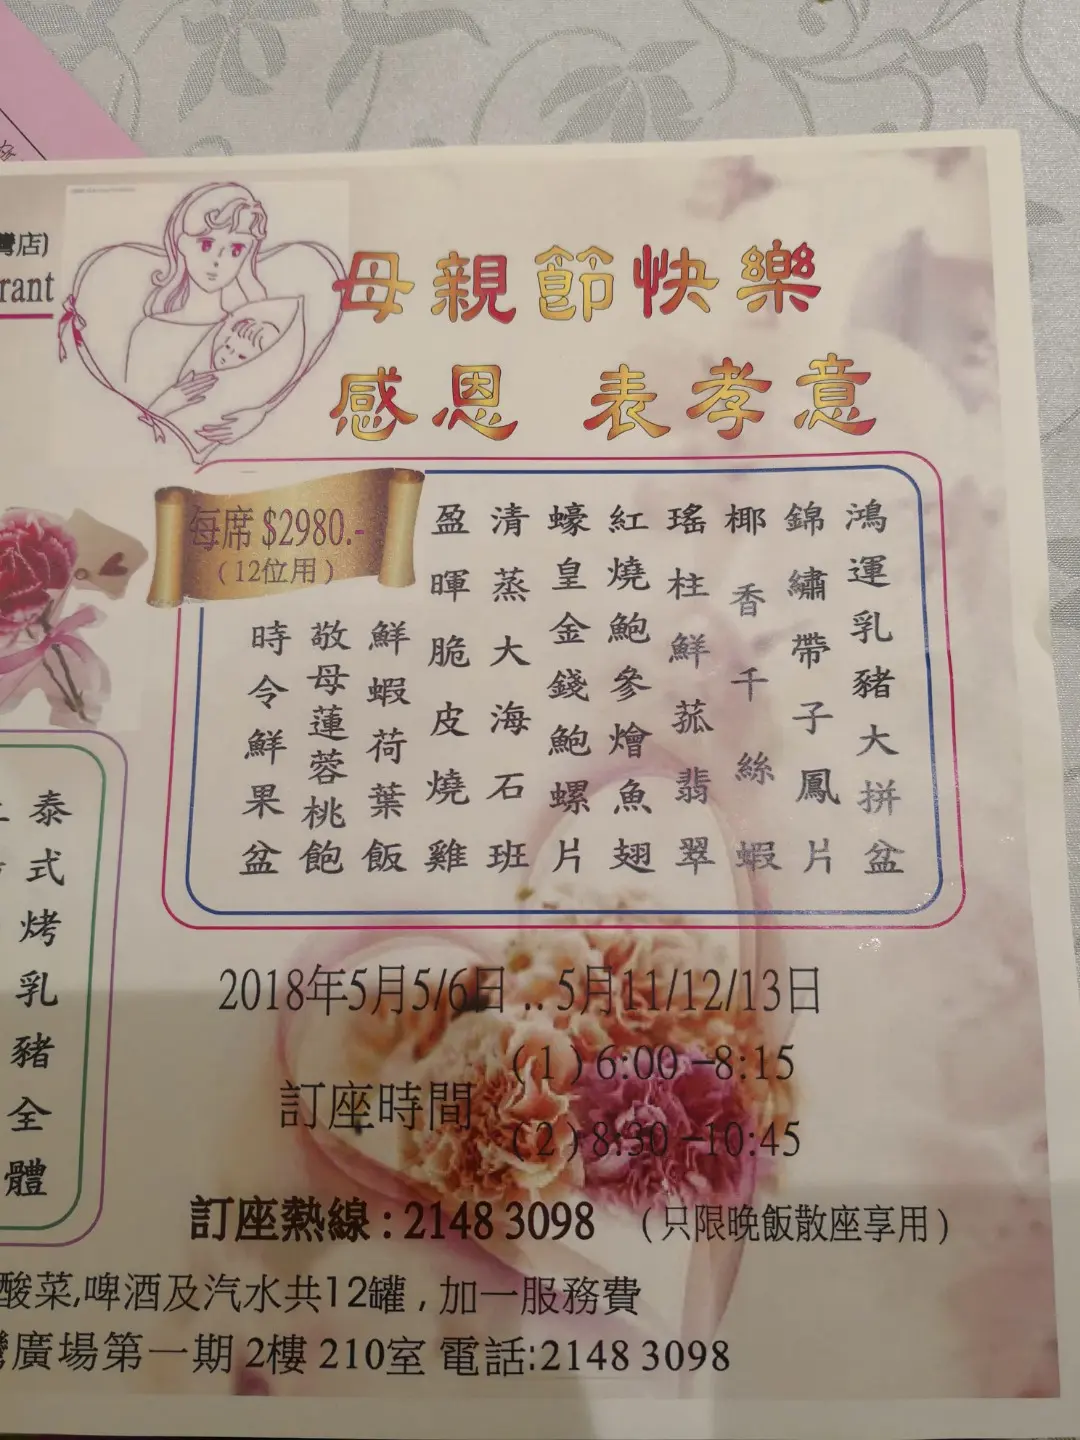 灣店)
rant
母親節快樂
感恩 表孝意
每席 $2980.-
(12位用)
鴻運乳豬大拼盆
錦繡帶子鳳片
椰香千絲蝦
瑤柱鮮菰翡翠
紅燒鮑參燴魚翅
蠔皇金錢鮑螺片
清蒸大海石班
盈暉脆皮燒雞
鮮蝦荷葉飯
敬母蓮蓉桃飽
時令鮮果盆
泰式烤乳豬全體
2018年5月5/6日 .. 5月11/12/13日
訂座時間
(1) 6:00 –8:15
(2) 8:30 –10:45
訂座熱線 : 2148 3098 (只限晚飯散座享用)
酸菜,啤酒及汽水共12罐 , 加一服務費
灣廣場第一期 2樓 210室 電話:2148 3098